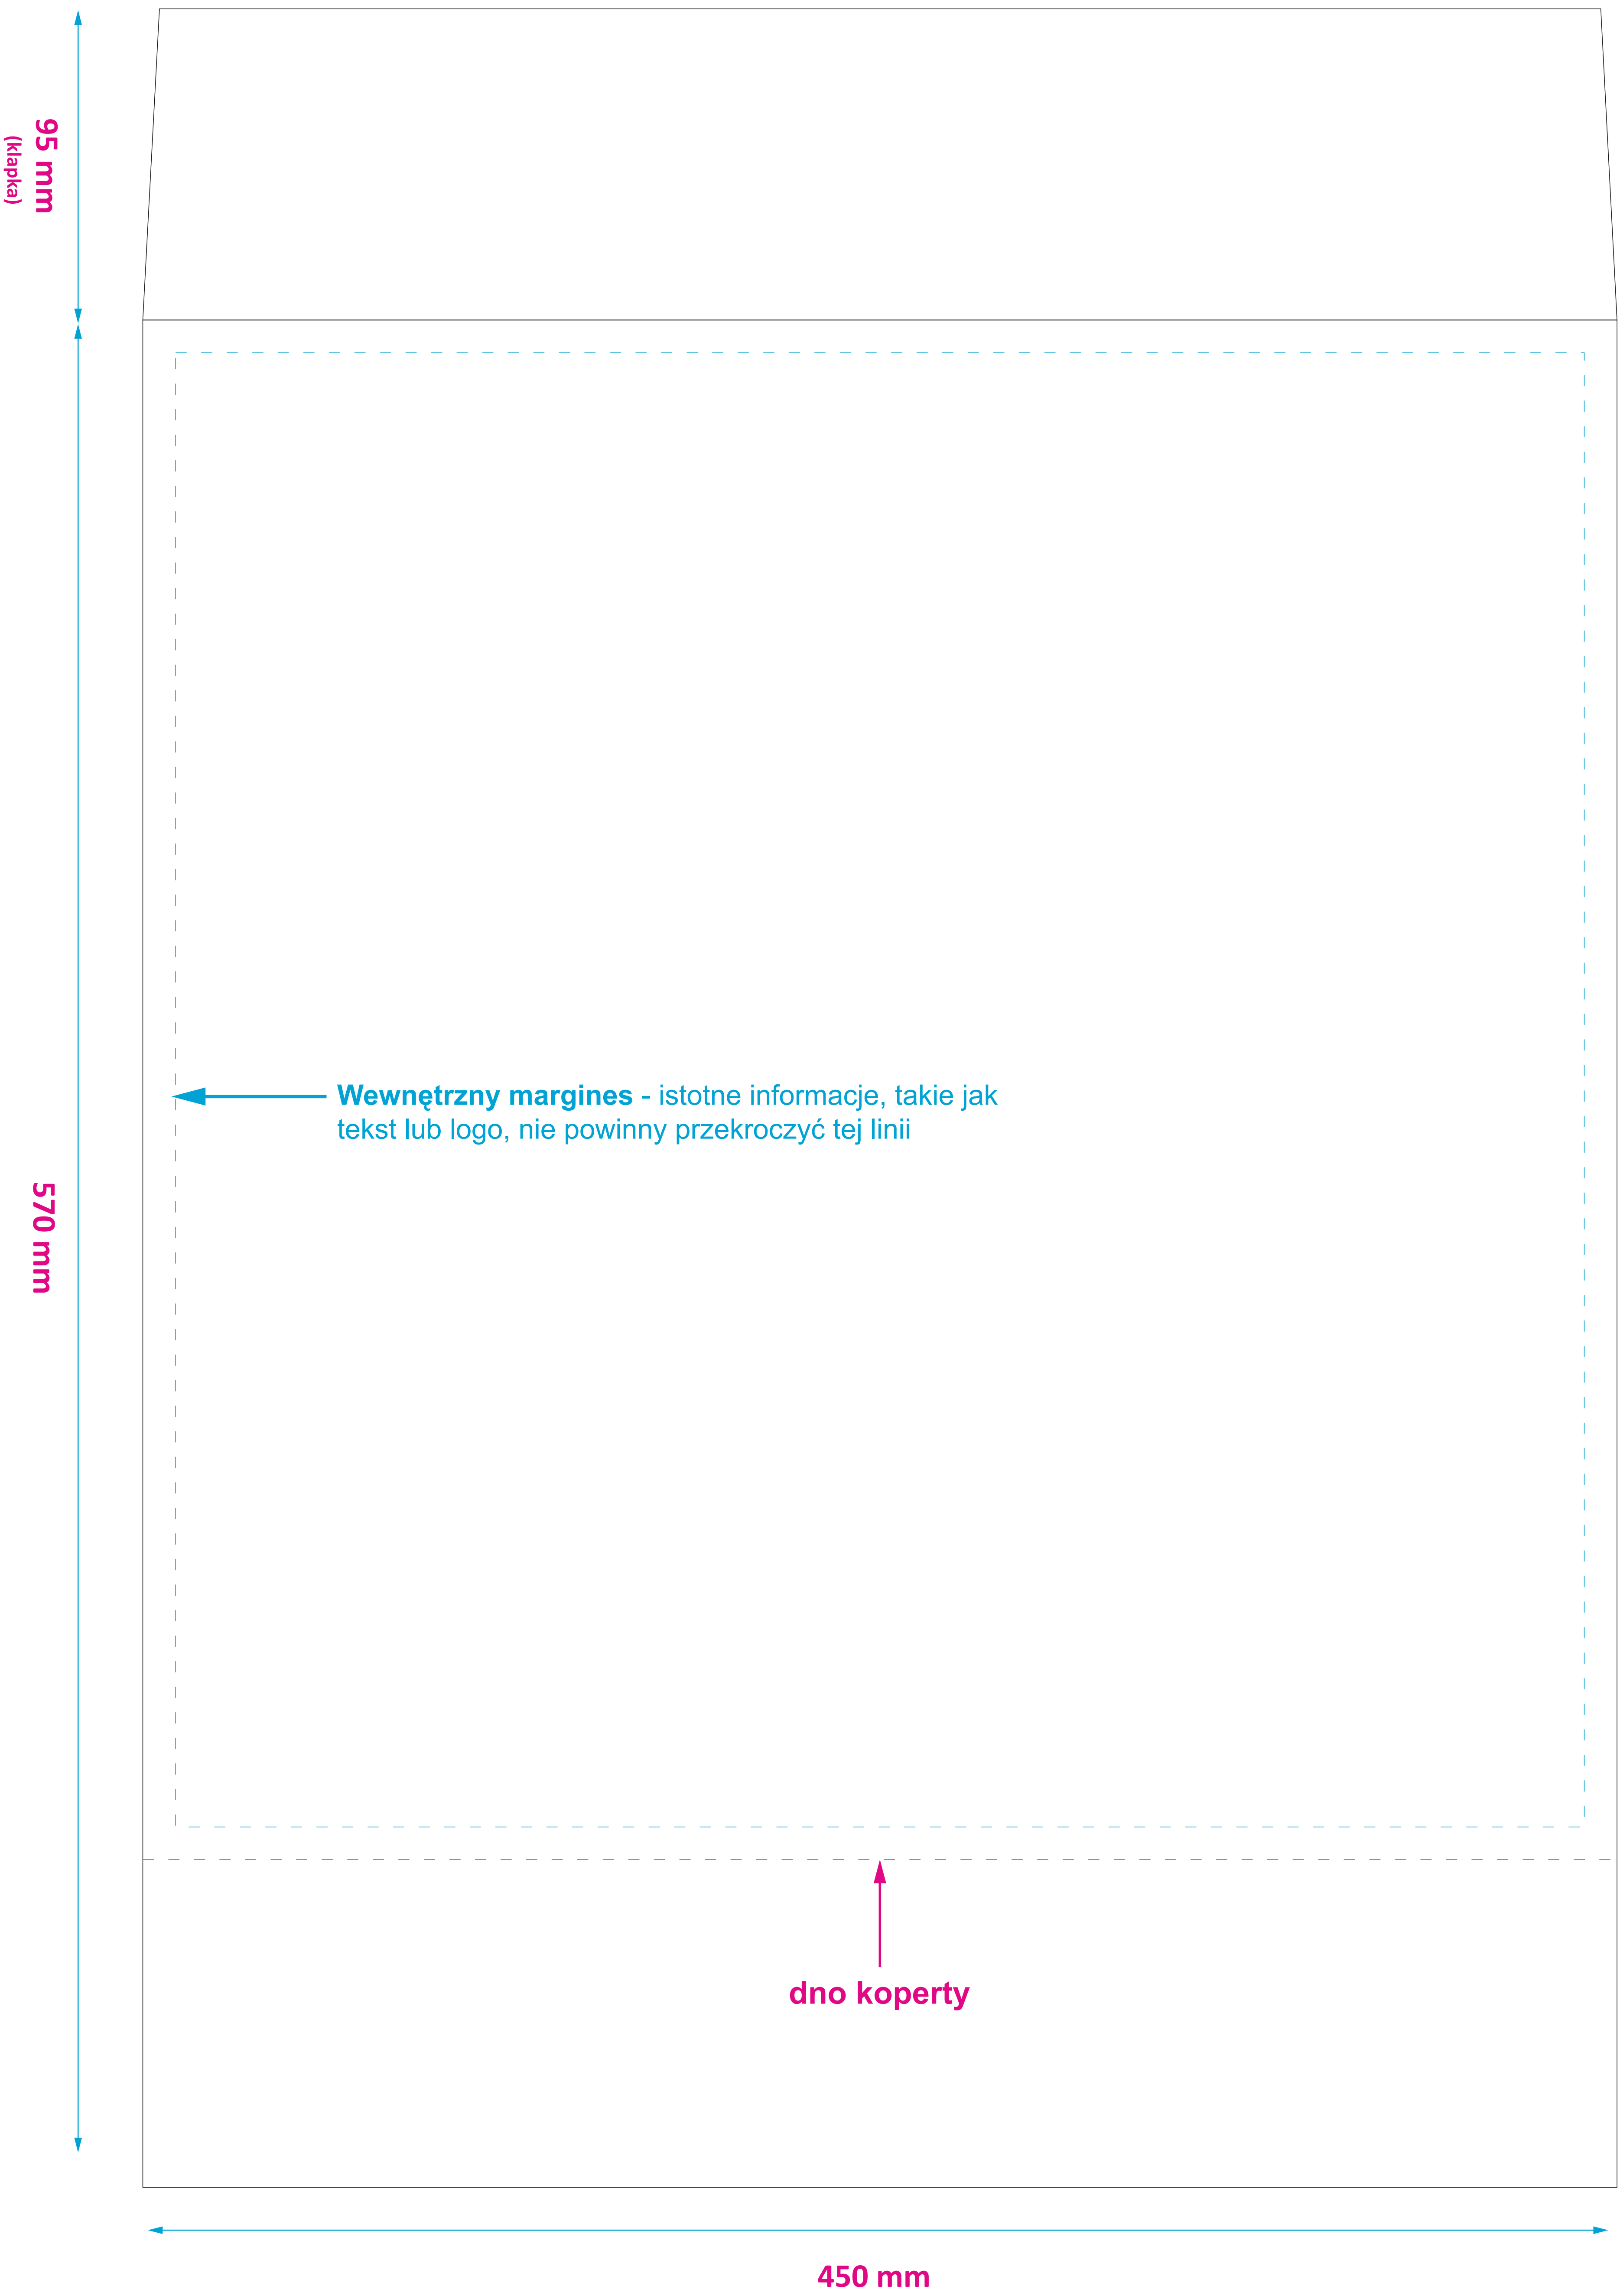 95 mm
(klapka)
Wewnętrzny margines - istotne informacje, takie jak
tekst lub logo, nie powinny przekroczyć tej linii
570 mm
dno koperty
450 mm